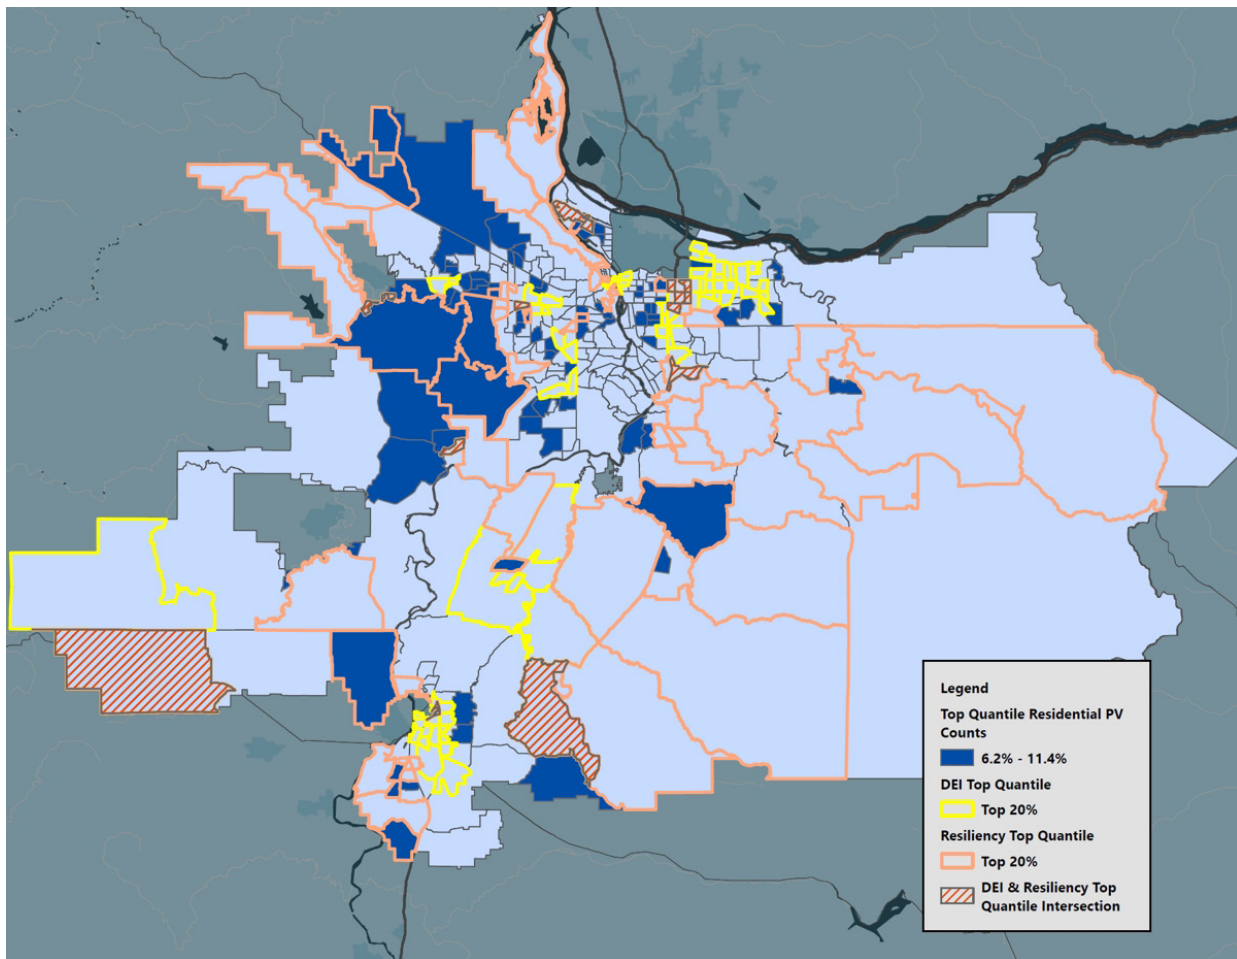 Legend
Top Quantile Residential PV
Counts
6.2% - 11.4%
DEI Top Quantile
Top 20%
Resiliency Top Quantile
Top 20%
DEI & Resiliency Top
Quantile Intersection